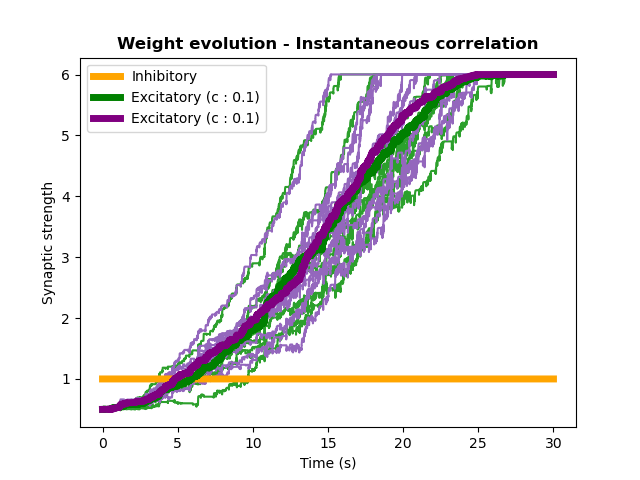 Weight evolution - Instantaneous correlation
Inhibitory
Excitatory (c : 0.1)
Excitatory (c : 0.1)
6
5
4
3
2
1
Synaptic strength
0 5 10 15 20 25 30
Time (s)